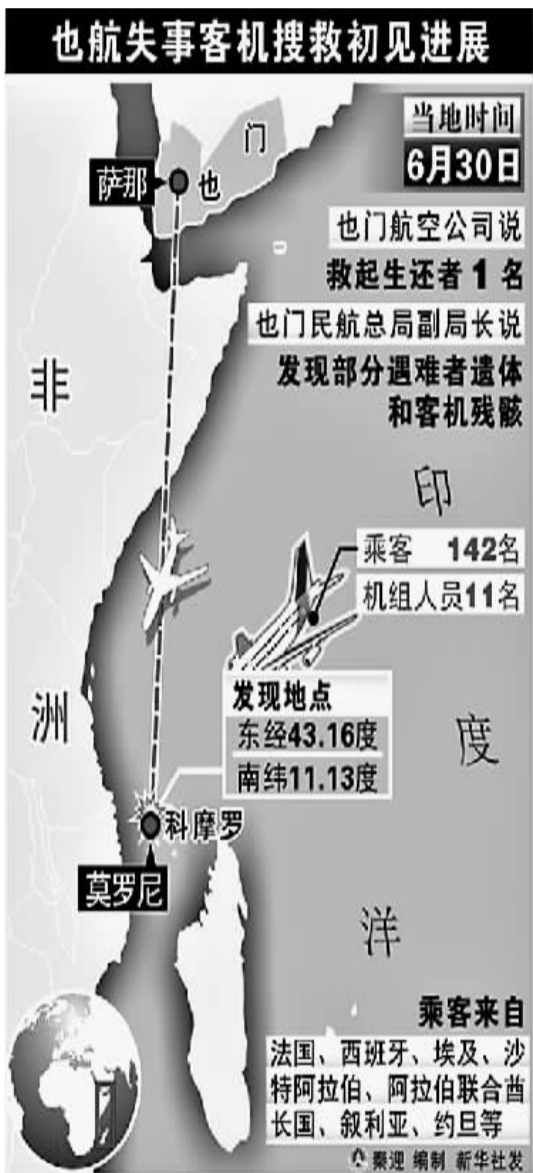 也航失事客机搜救初见进展
当地时间
6月30日
门
也
萨那
也门航空公司说
救起生还者1名
也门民航总局副局长说
发现部分遇难者遗体
和客机残骸
非
洲
印
度
洋
乘客 142名
机组人员11名
发现地点
东经43.16度
南纬11.13度
科摩罗
莫罗尼
乘客来自
法国、西班牙、埃及、沙
特阿拉伯、阿拉伯联合酋
长国、叙利亚、约旦等
秦迎 编制 新华社发